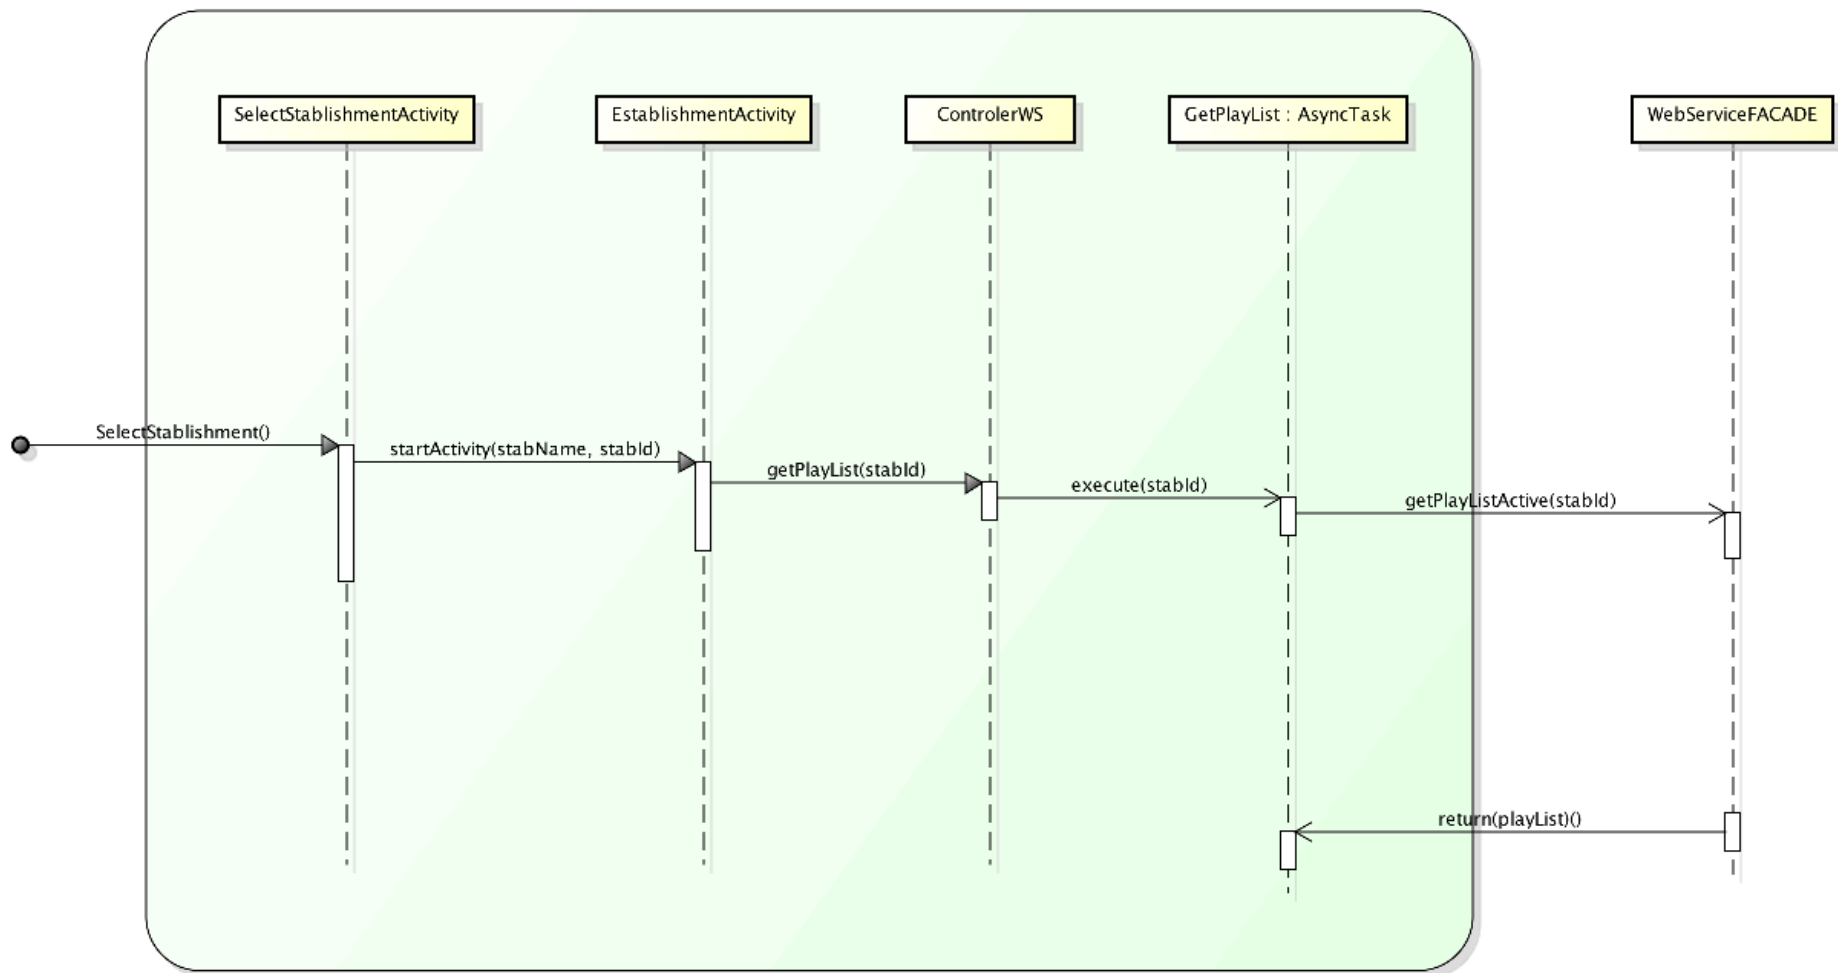 SelectStablishmentActivity
EstablishmentActivity
ControlerWS
GetPlayList : AsyncTask
WebServiceFACADE
SelectStablishment()
startActivity(stabName, stabId)
getPlayList(stabId)
execute(stabId)
getPlayListActive(stabId)
return(playList)()